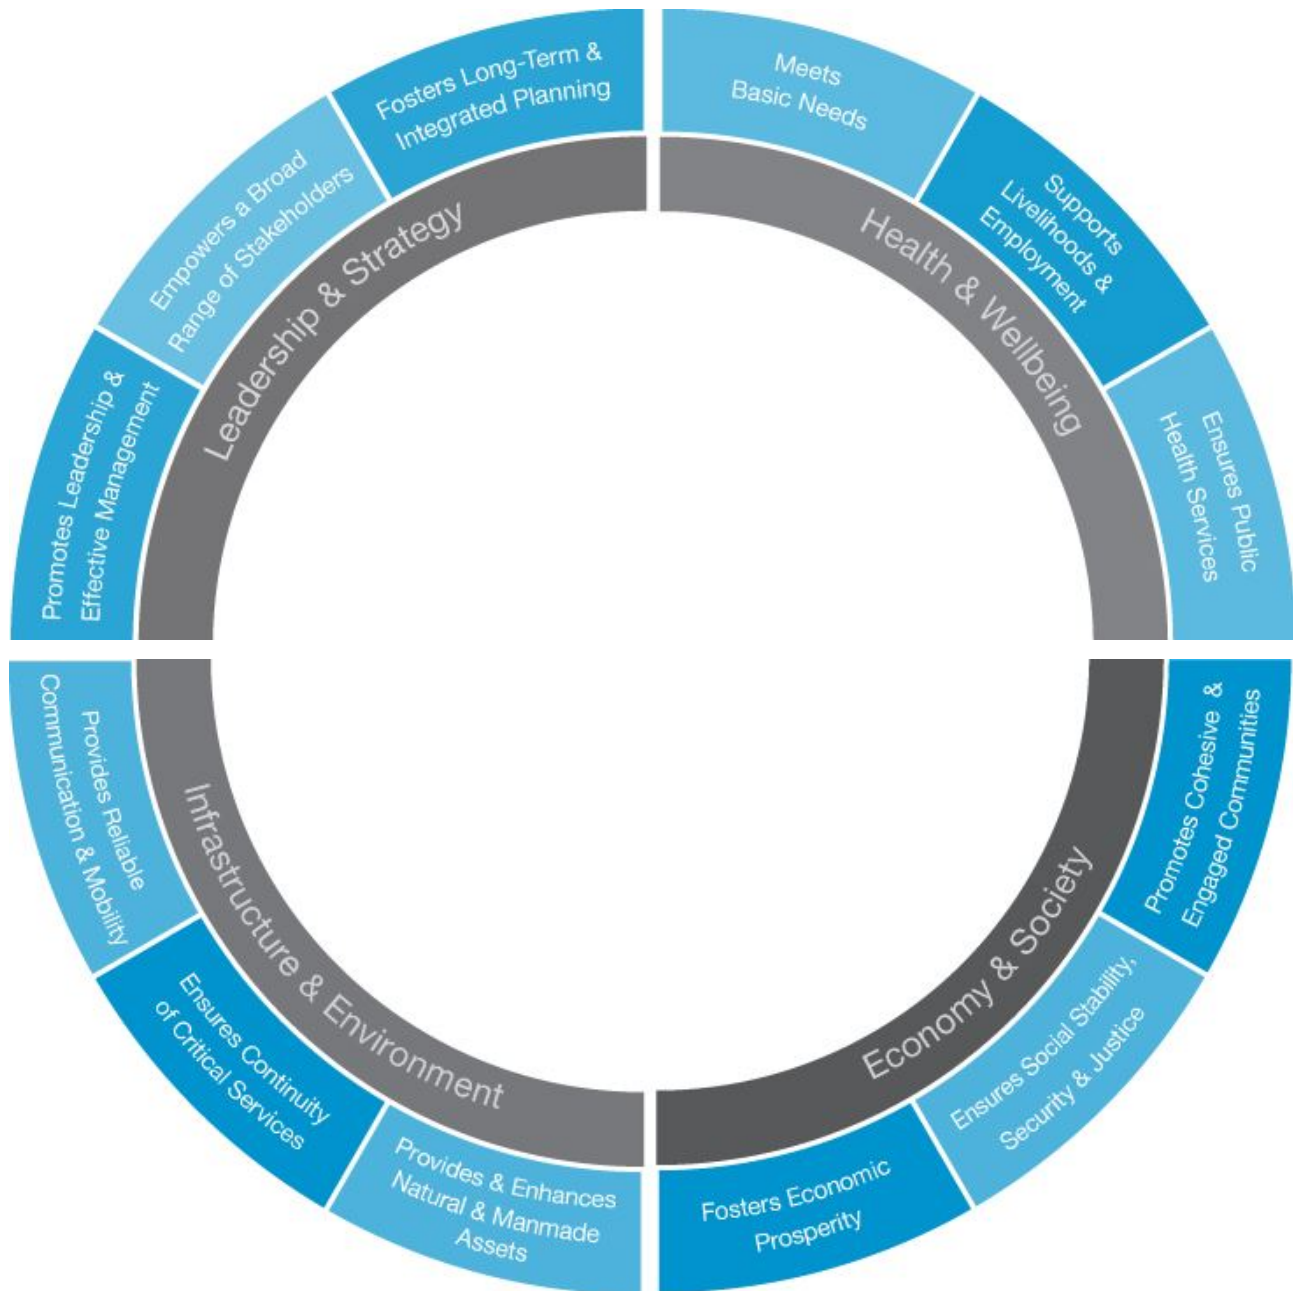 Fosters Long-Term &
Integrated Planning
Meets
Basic Needs
Empowers a Broad
Range of Stakeholders
Supports
Livelihoods &
Employment
Leadership & Strategy
Health & Wellbeing
Promotes Leadership &
Effective Management
Ensures Public
Health Services
Provides Reliable
Communication & Mobility
Promotes Cohesive &
Engaged Communities
Infrastructure & Environment
Economy & Society
Ensures Continuity
of Critical Services
Ensures Social Stability,
Security & Justice
Provides & Enhances
Natural & Manmade
Assets
Fosters Economic
Prosperity